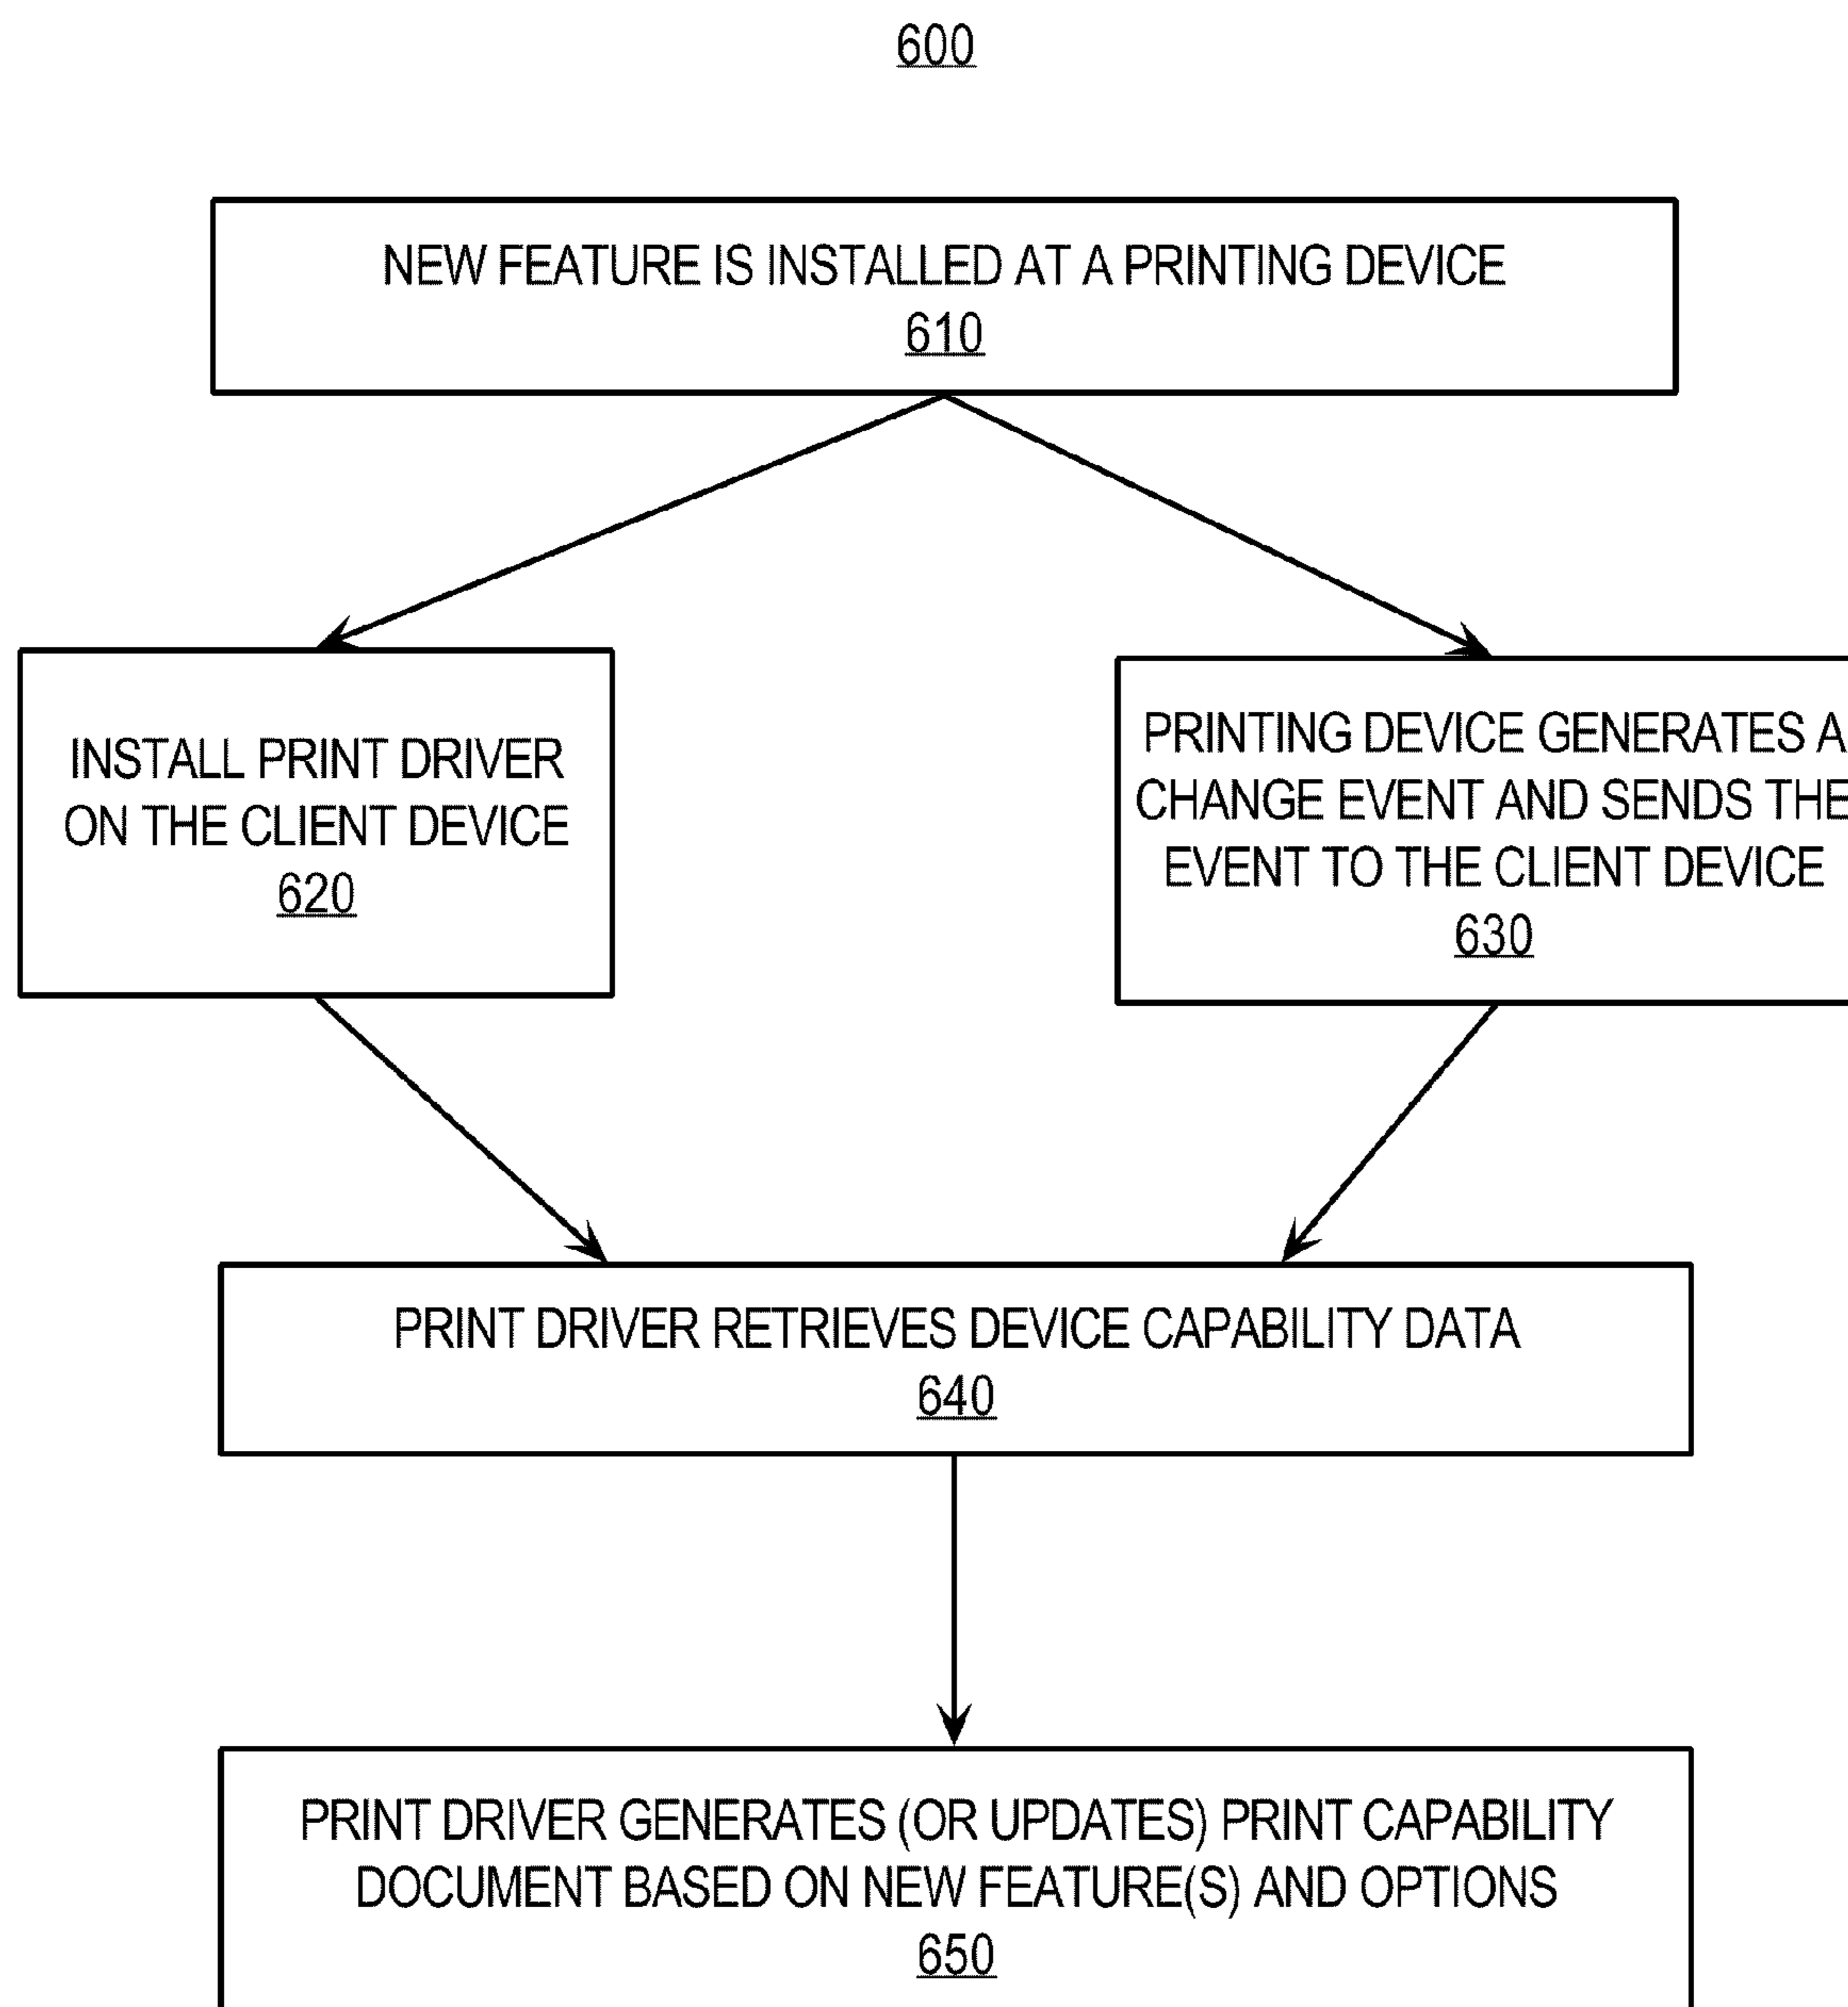 600
NEW FEATURE IS INSTALLED AT A PRINTING DEVICE
610
INSTALL PRINT DRIVER
ON THE CLIENT DEVICE
620
PRINTING DEVICE GENERATES A
CHANGE EVENT AND SENDS THE
EVENT TO THE CLIENT DEVICE
630
PRINT DRIVER RETRIEVES DEVICE CAPABILITY DATA
640
PRINT DRIVER GENERATES (OR UPDATES) PRINT CAPABILITY
DOCUMENT BASED ON NEW FEATURE(S) AND OPTIONS
650